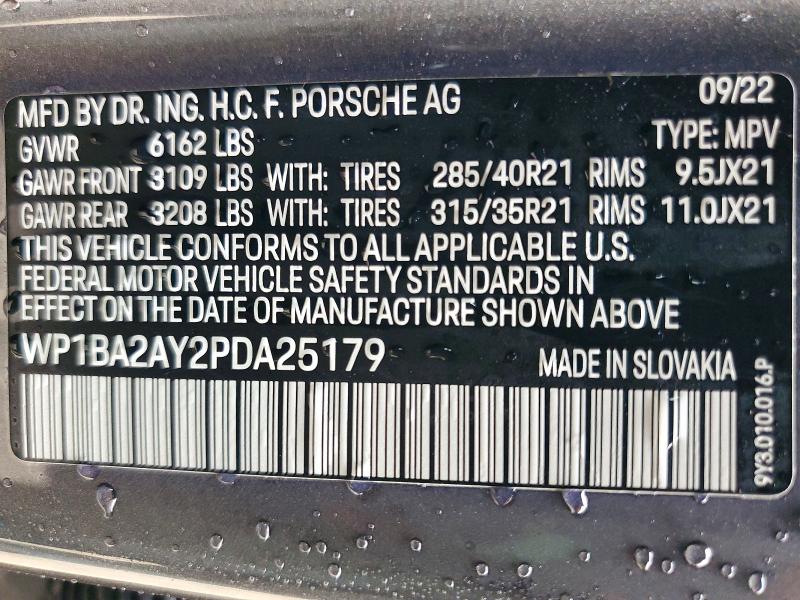 MFD BY DR. ING. H.C. F. PORSCHE AG 09/22
GVWR 6162 LBS TYPE: MPV
GAWR FRONT 3109 LBS WITH: TIRES 285/40R21 RIMS 9.5JX21
GAWR REAR 3208 LBS WITH: TIRES 315/35R21 RIMS 11.0JX21
THIS VEHICLE CONFORMS TO ALL APPLICABLE U.S.
FEDERAL MOTOR VEHICLE SAFETY STANDARDS IN
EFFECT ON THE DATE OF MANUFACTURE SHOWN ABOVE
WP1BA2AY2PDA25179 MADE IN SLOVAKIA
9Y3.010.016.P